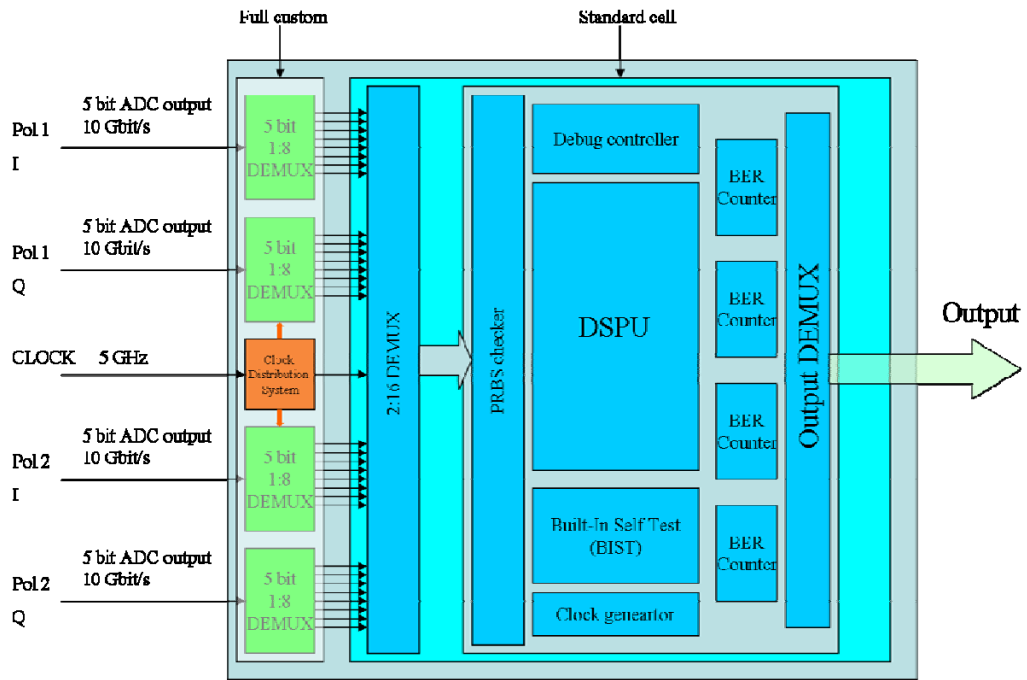 Full custom
Standard cell
5 bit ADC output
10 Gbit/s
Pol 1
I
5 bit
1:8
DEMUX
5 bit ADC output
10 Gbit/s
Pol 1
Q
5 bit
1:8
DEMUX
CLOCK 5 GHz
Clock
Distribution
System
5 bit ADC output
10 Gbit/s
Pol 2
I
5 bit
1:8
DEMUX
5 bit ADC output
10 Gbit/s
Pol 2
Q
5 bit
1:8
DEMUX
2:16 DEMUX
PRBS checker
Debug controller
DSPU
Built-In Self Test
(BIST)
Clock geneartor
BER
Counter
BER
Counter
BER
Counter
BER
Counter
Output DEMUX
Output